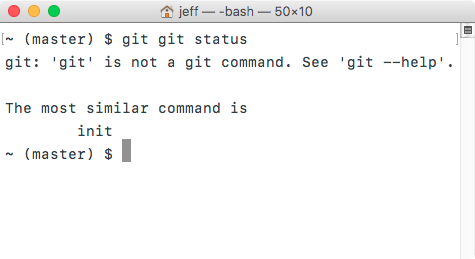 jeff — -bash — 50×10
~ (master) $ git git status
git: 'git' is not a git command. See 'git --help'.

The most similar command is
        init
~ (master) $